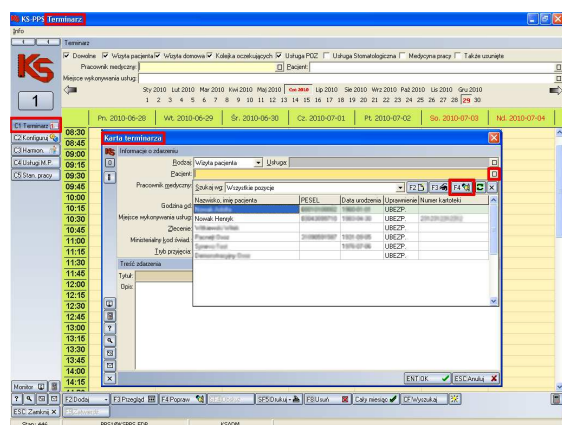 KS-PPS Terminarz
Info
Terminarz
Dowolne Wizyta pacjenta Wizyta domowa Kolejka oczekujących Usługa POZ Usługa Stomatologiczna Medycyna pracy Także usunięte
Pracownik medyczny: Pacjent:
Miejsce wykonywania usług:
KS
1
Sty 2010 Lut 2010 Mar 2010 Kwi 2010 Maj 2010 Cze 2010 Lip 2010 Sie 2010 Wrz 2010 Paź 2010 Lis 2010 Gru 2010
1 2 3 4 5 6 7 8 9 10 11 12 13 14 15 16 17 18 19 20 21 22 23 24 25 26 27 28 29 30
Pn. 2010-06-28 Wt. 2010-06-29 Śr. 2010-06-30 Cz. 2010-07-01 Pt. 2010-07-02 So. 2010-07-03 Nd. 2010-07-04
C1 Terminarz
C2 Konfiguruj
C3 Harmon.
C4 Usługi M.P.
C5 Stan. pracy
08:30
08:45
09:00
09:15
09:30
09:45
10:00
10:15
10:30
10:45
11:00
11:15
11:30
11:45
12:00
12:15
12:30
12:45
13:00
13:15
13:30
13:45
14:00
14:15
Karta terminarza
Informacje o zdarzeniu
Rodzaj: Wizyta pacjenta Usługa:
Pacjent:
Pracownik medyczny: Szukaj wg: Wszystkie pozycje F2 F3 F4
Nazwisko, imię pacjenta PESEL Data urodzenia Uprawnienie Numer kartoteki
UBEZP.
Godzina od:
Nowak Henryk UBEZP.
Miejsce wykonywania usług:
UBEZP.
Zlecenie:
UBEZP.
Ministerialny kod świad.
UBEZP.
Tryb przyjęcia:
UBEZP.
Treść zdarzenia
Tytuł:
Opis:
ENT OK ESC Anuluj
Monitor
F2 Dodaj F3 Przegląd F4 Popraw SF5 Drukuj F8 Usuń Cały miesiąc CF Wyszukaj
ESC Zamknij